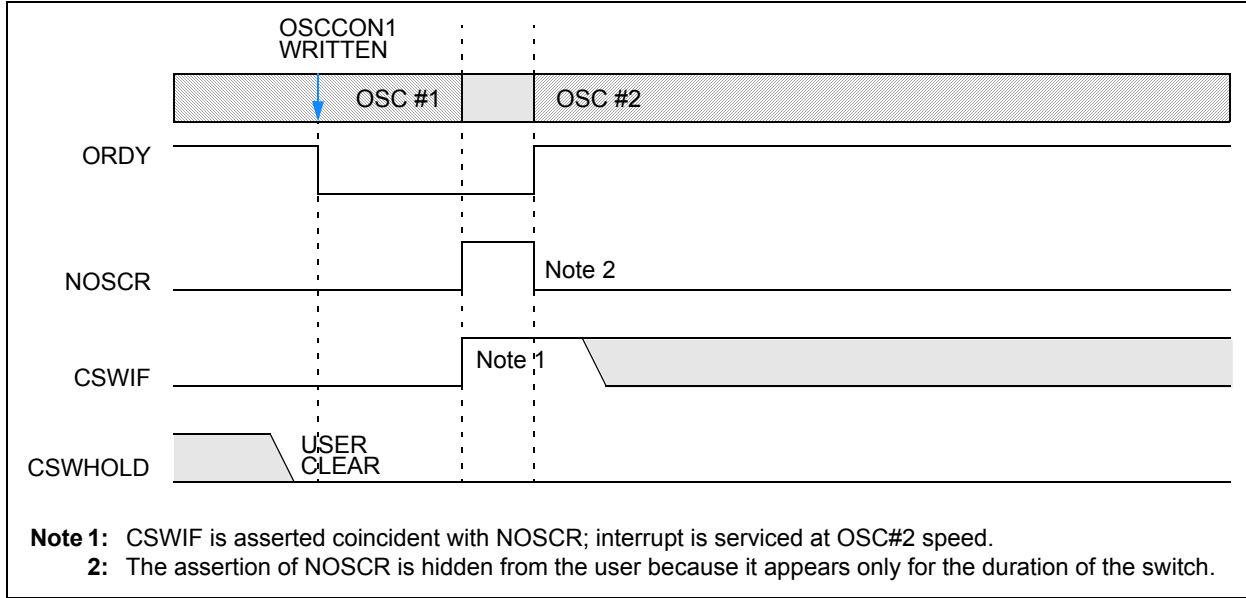 OSCCON1
WRITTEN
OSC #1
OSC #2
ORDY
NOSCR
Note 2
CSWIF
Note 1
CSWHOLD
USER
CLEAR
Note 1: CSWIF is asserted coincident with NOSCR; interrupt is serviced at OSC#2 speed.
2: The assertion of NOSCR is hidden from the user because it appears only for the duration of the switch.